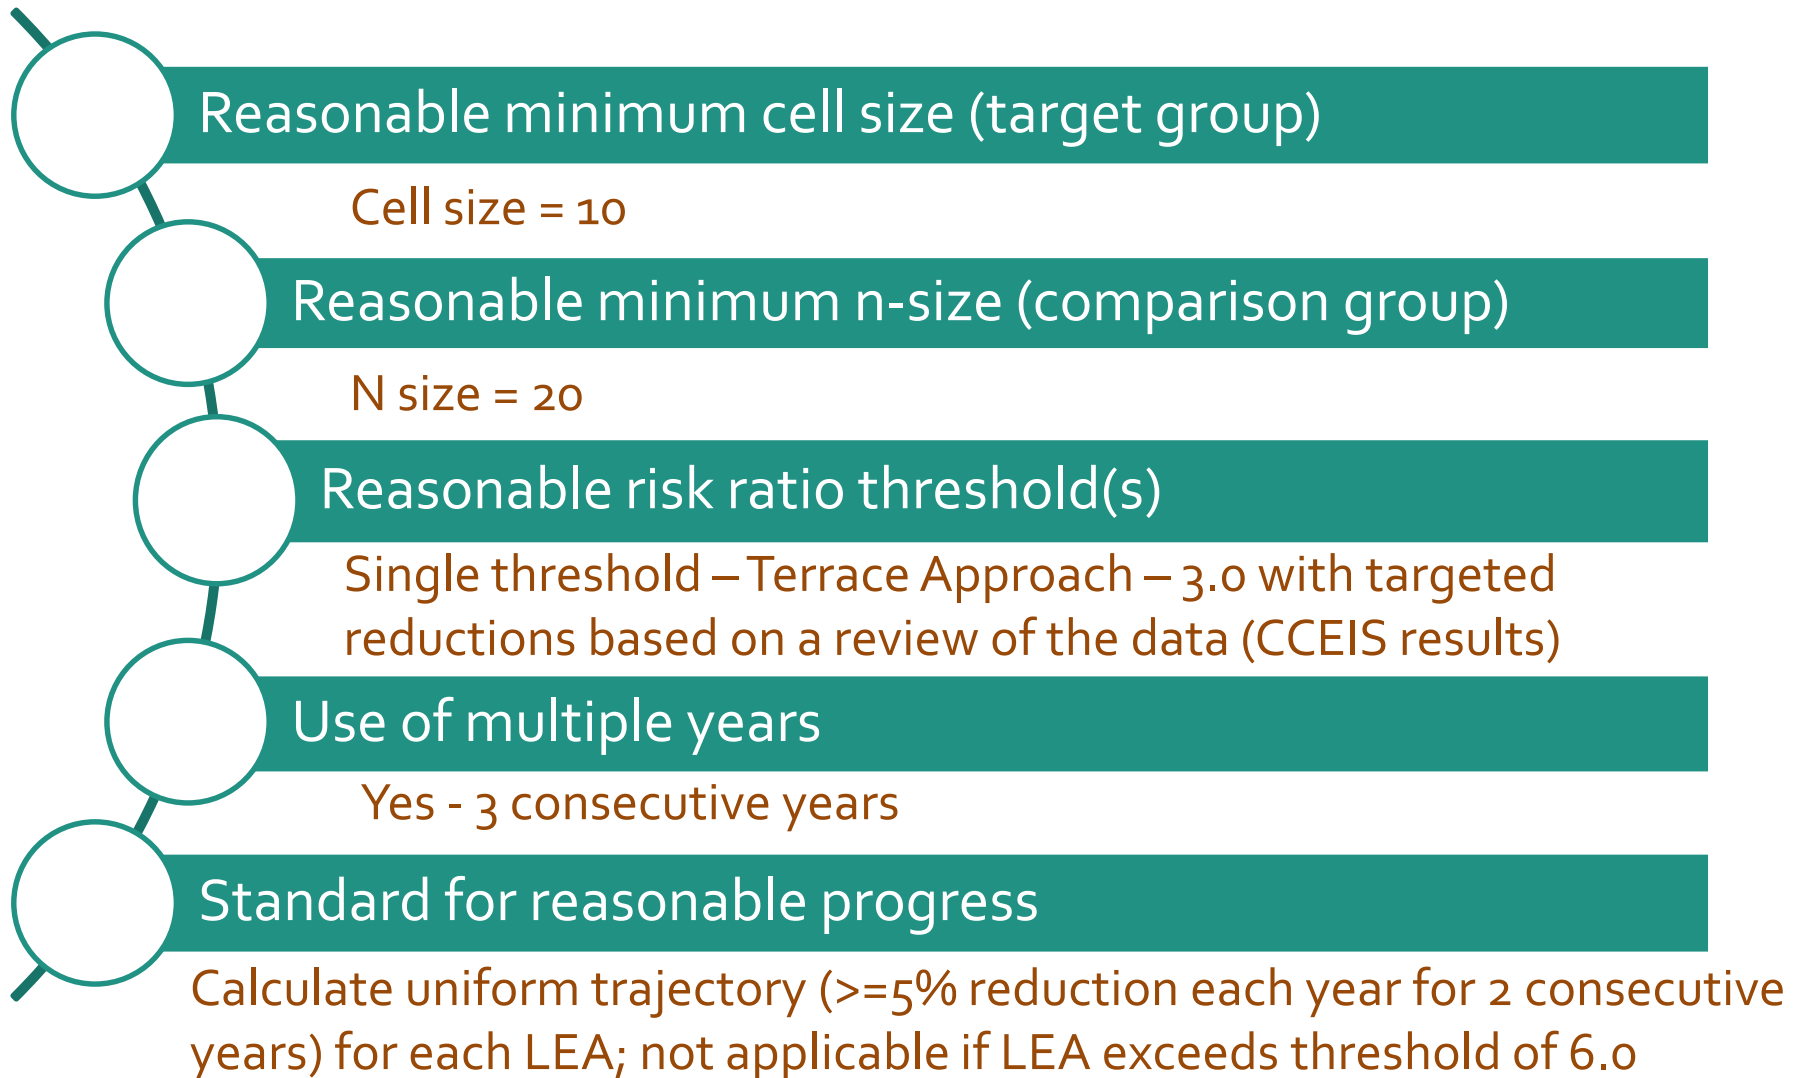 Reasonable minimum cell size (target group)
Cell size = 10
Reasonable minimum n-size (comparison group)
N size = 20
Reasonable risk ratio threshold(s)
Single threshold – Terrace Approach – 3.0 with targeted
reductions based on a review of the data (CCEIS results)
Use of multiple years
Yes - 3 consecutive years
Standard for reasonable progress
Calculate uniform trajectory (>=5% reduction each year for 2 consecutive
years) for each LEA; not applicable if LEA exceeds threshold of 6.0